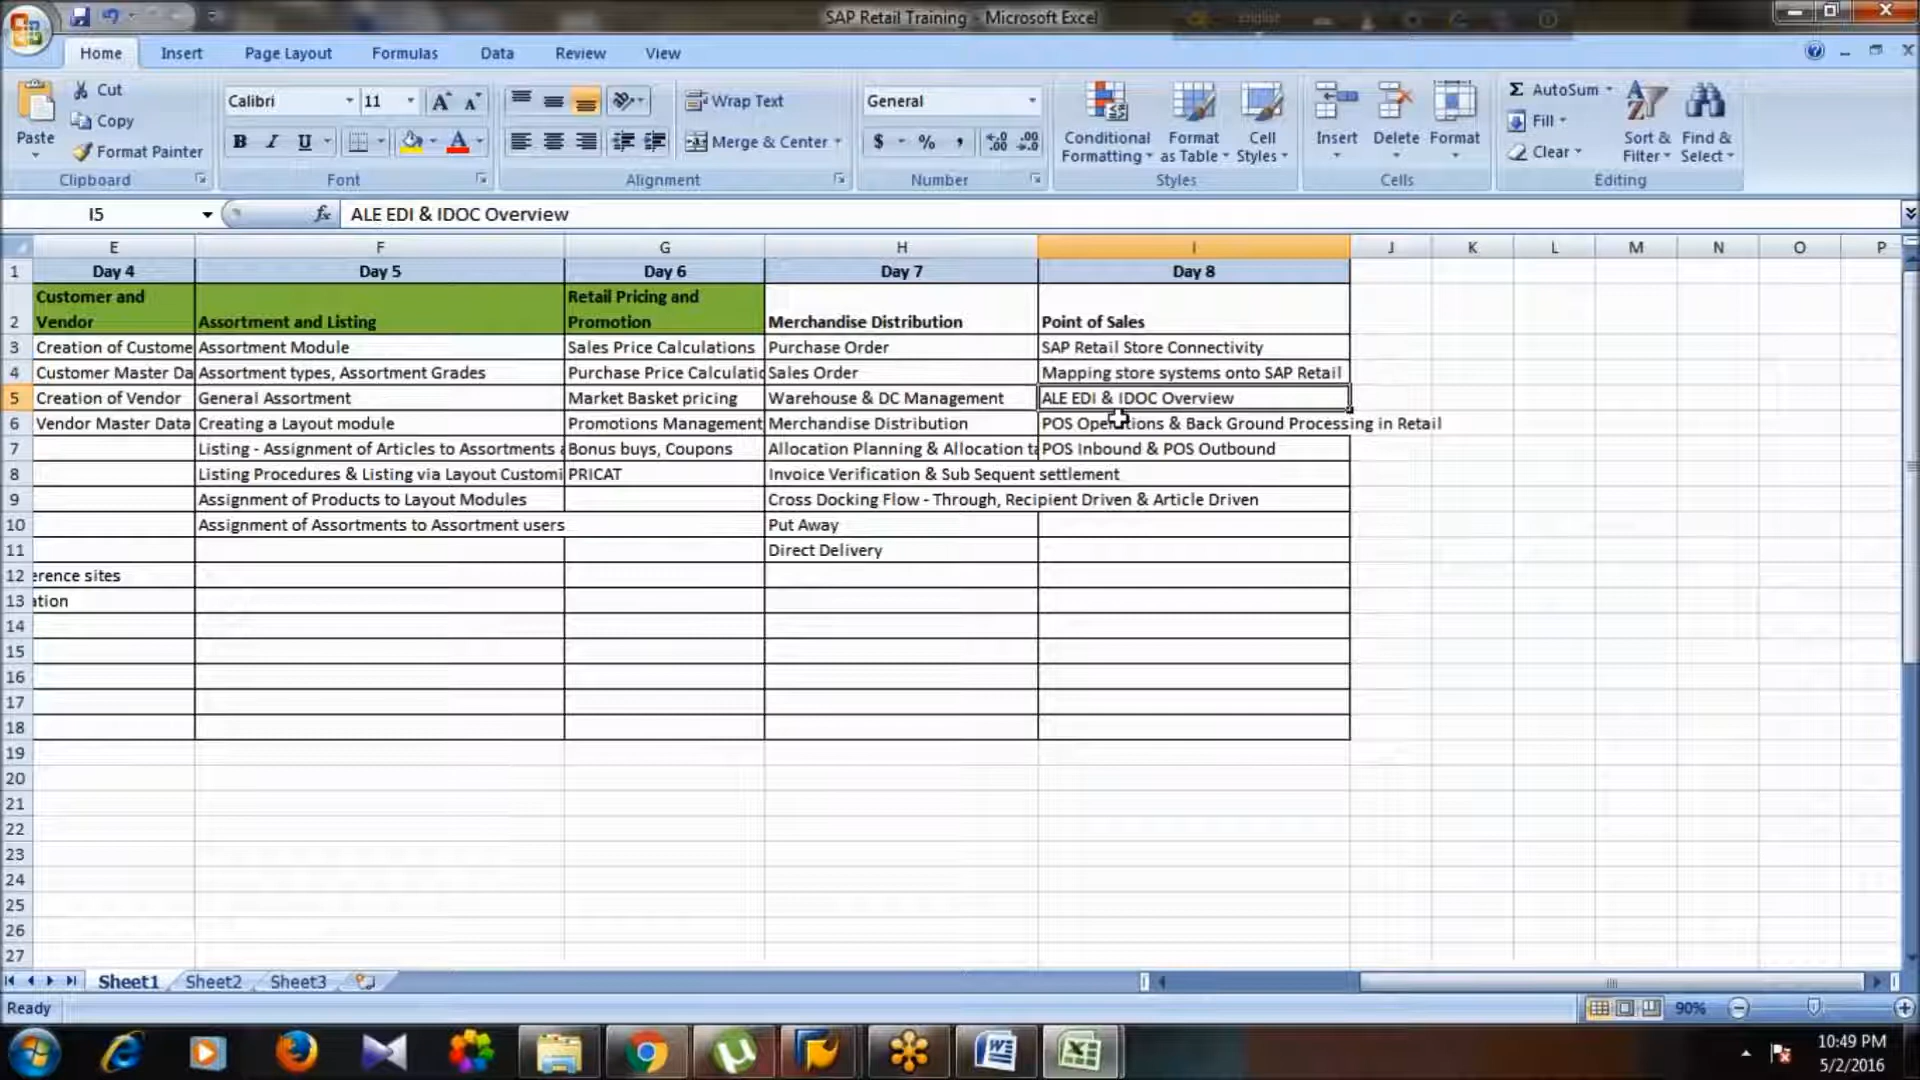 SAP Retail Training - Microsoft Excel
Home Insert Page Layout Formulas Data Review View
Paste
Cut
Copy
Format Painter
Clipboard
Calibri 11 A A
B I U A
Font
Wrap Text
Merge & Center
Alignment
General
$ % , .0 .00 .00 .0
Number
Conditional Formatting
Format as Table
Cell Styles
Styles
Insert Delete Format
Cells
Σ AutoSum
Fill
Clear
Sort & Filter
Find & Select
Editing
I5 fx ALE EDI & IDOC Overview
E F G H I J K L M N O P
1 Day 4 Day 5 Day 6 Day 7 Day 8
2 Customer and Vendor Assortment and Listing Retail Pricing and Promotion Merchandise Distribution Point of Sales
3 Creation of Custome Assortment Module Sales Price Calculations Purchase Order SAP Retail Store Connectivity
4 Customer Master Da Assortment types, Assortment Grades Purchase Price Calculatio Sales Order Mapping store systems onto SAP Retail
5 Creation of Vendor General Assortment Market Basket pricing Warehouse & DC Management ALE EDI & IDOC Overview
6 Vendor Master Data Creating a Layout module Promotions Management Merchandise Distribution POS Operations & Back Ground Processing in Retail
7 Listing - Assignment of Articles to Assortments Bonus buys, Coupons Allocation Planning & Allocation ta POS Inbound & POS Outbound
8 Listing Procedures & Listing via Layout Customi PRICAT Invoice Verification & Sub Sequent settlement
9 Assignment of Products to Layout Modules Cross Docking Flow - Through, Recipient Driven & Article Driven
10 Assignment of Assortments to Assortment users Put Away
11 Direct Delivery
12 erence sites
13 ation
14
15
16
17
18
19
20
21
22
23
24
25
26
27
Sheet1 Sheet2 Sheet3
Ready 90%
10:49 PM
5/2/2016